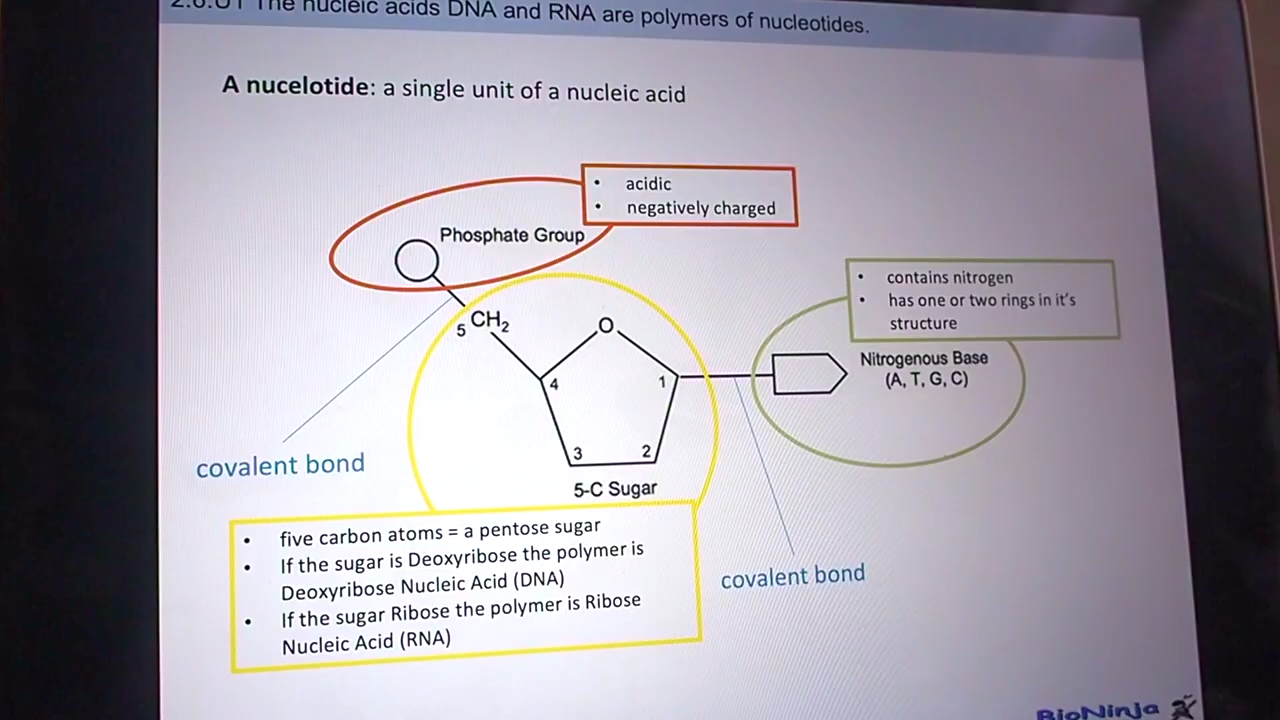 The nucleic acids DNA and RNA are polymers of nucleotides.
A nucelotide: a single unit of a nucleic acid
• acidic
• negatively charged
Phosphate Group
• contains nitrogen
• has one or two rings in it's
structure
5 CH2
O
Nitrogenous Base
(A, T, G, C)
4
1
3
2
covalent bond
5-C Sugar
• five carbon atoms = a pentose sugar
• If the sugar is Deoxyribose the polymer is
Deoxyribose Nucleic Acid (DNA)
• If the sugar Ribose the polymer is Ribose
Nucleic Acid (RNA)
covalent bond
BioNinja